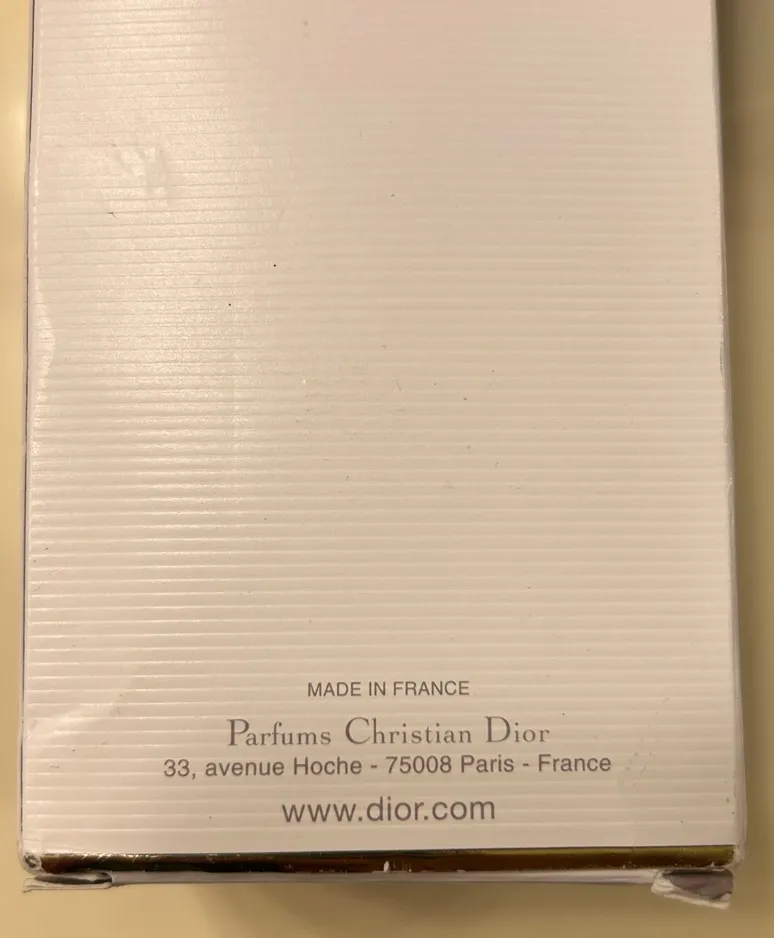 MADE IN FRANCE
Parfums Christian Dior
33, avenue Hoche - 75008 Paris - France
www.dior.com